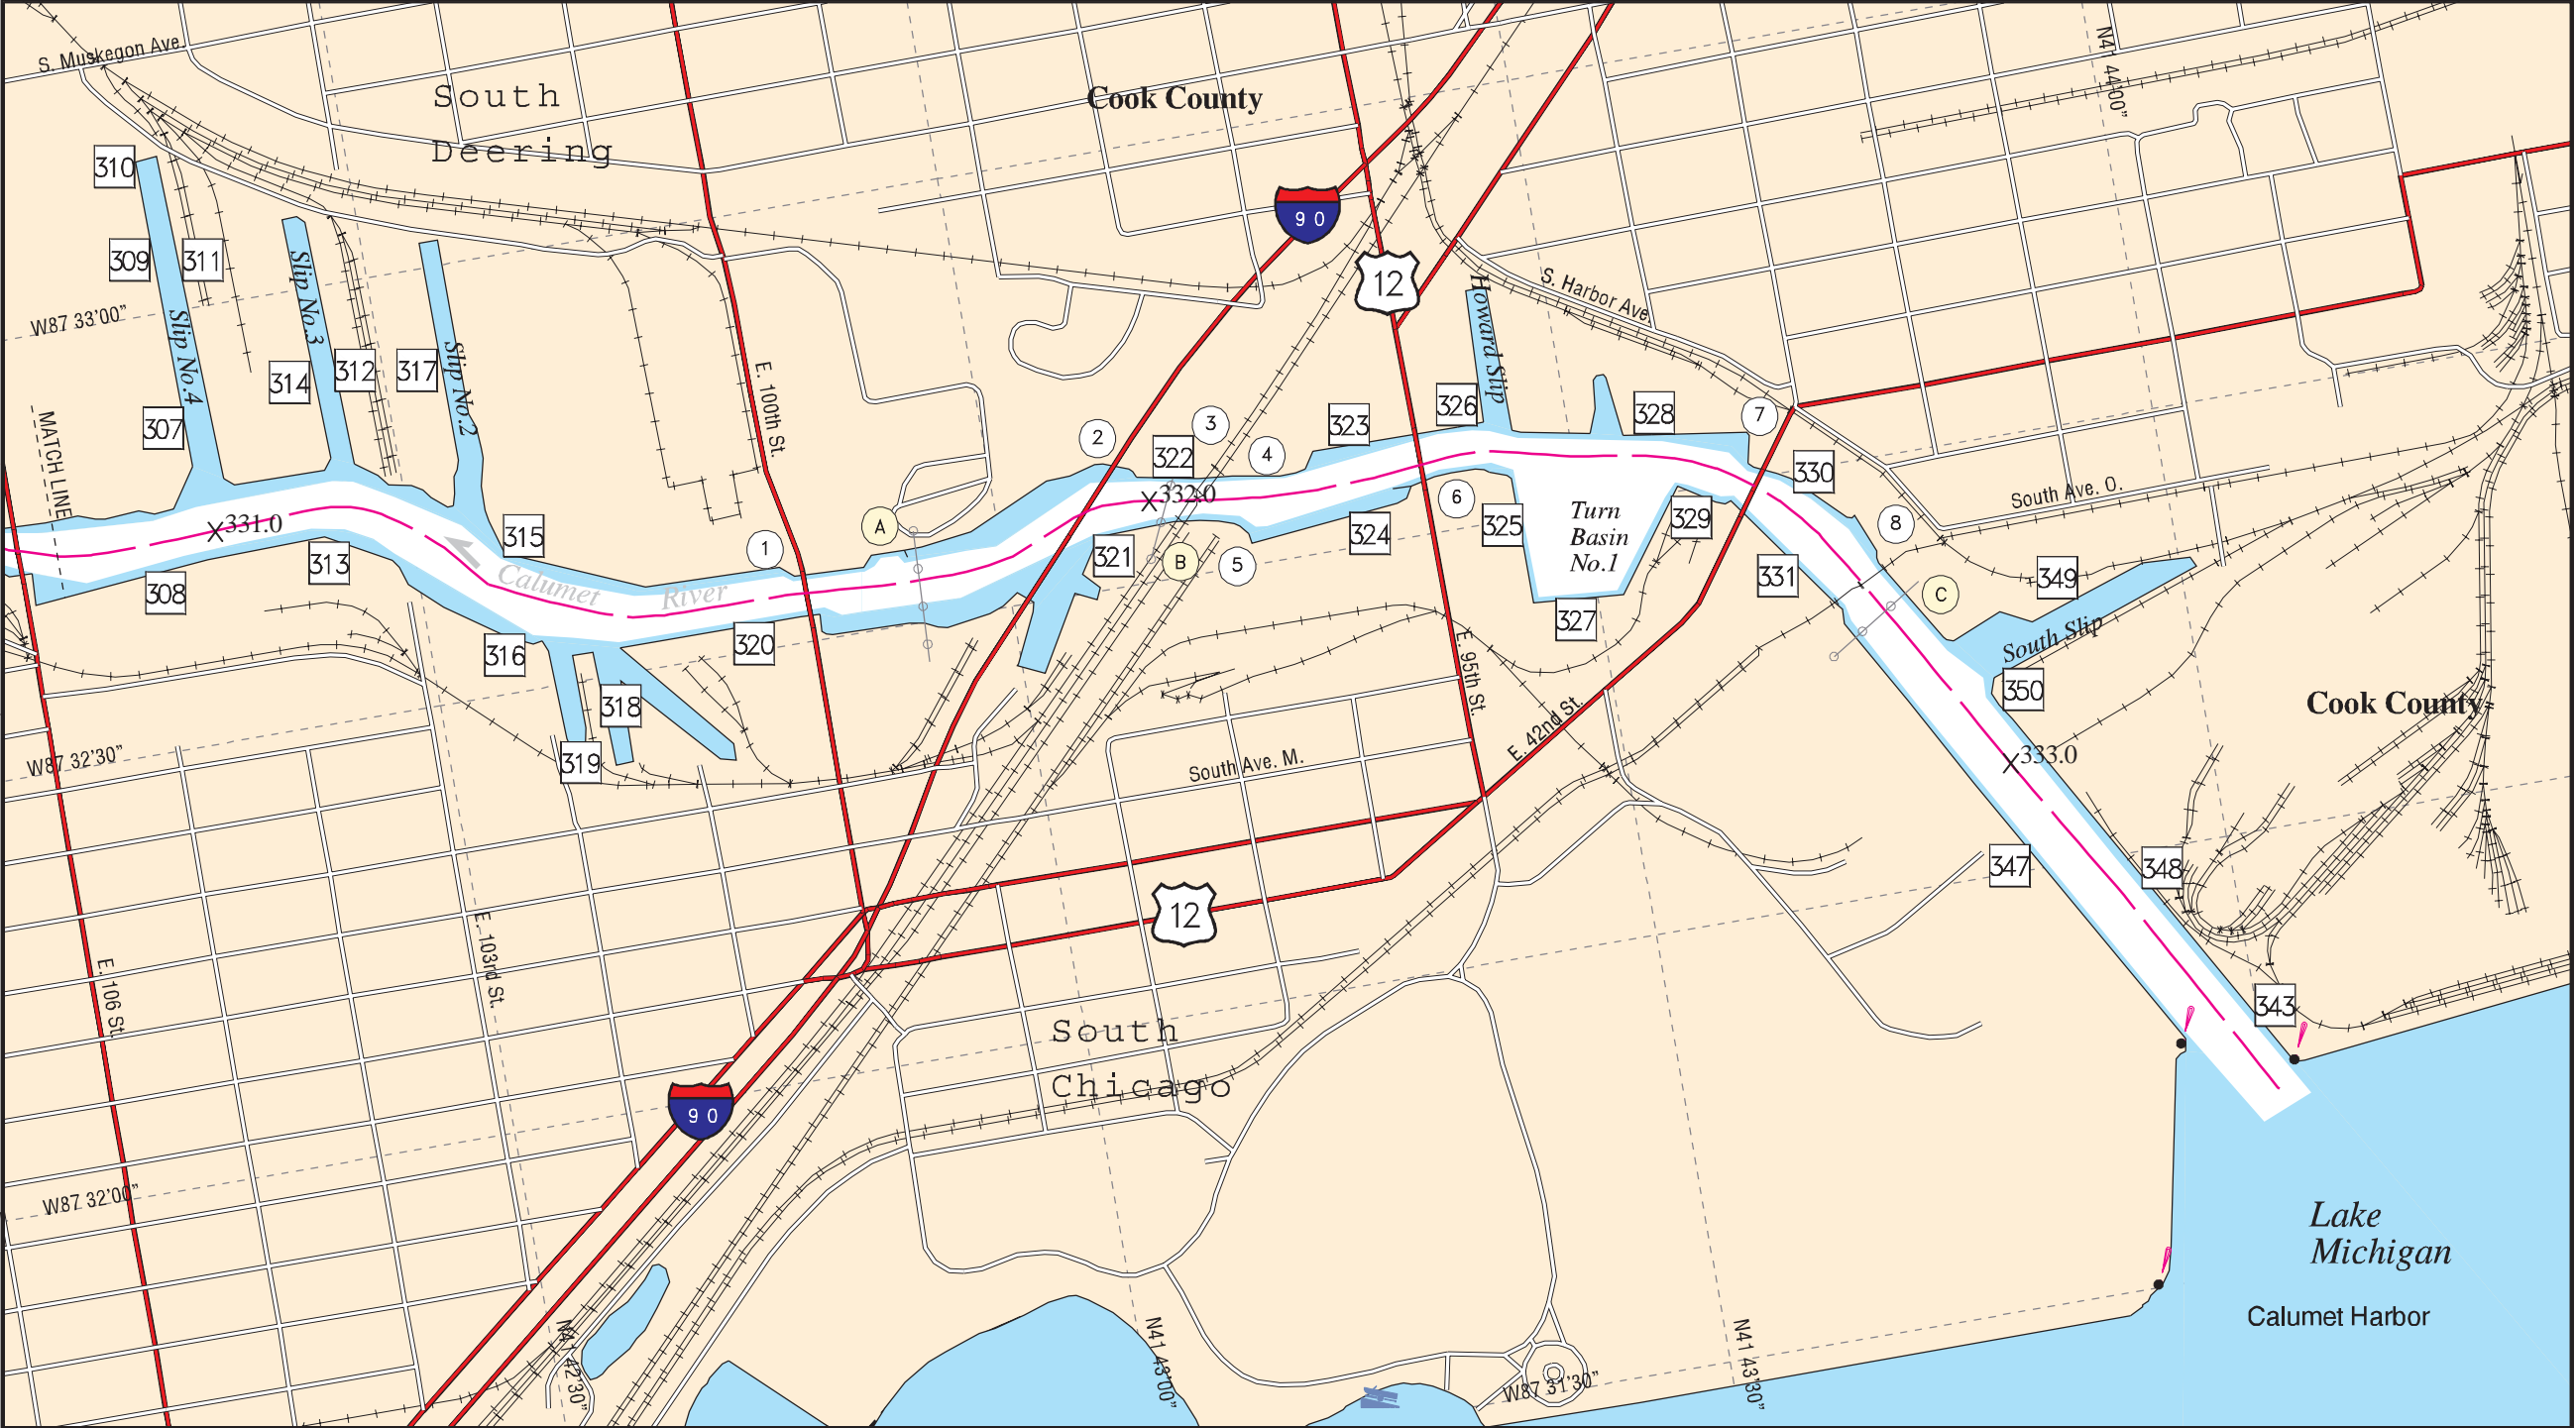 S. Muskegon Ave.
South
Deering
Cook County
N41 44'00"
310
309
311
Slip No.4
Slip No.3
314
312
317
Slip No.2
307
W87 33'00"
MATCH LINE
90
12
S. Harbor Ave.
Howard Slip
E. 100th St.
2
3
322
4
323
326
328
7
330
X331.0
X332.0
315
313
308
Calumet
River
1
A
321
B
5
324
6
325
Turn
Basin
No.1
329
327
331
8
South Ave. O.
C
349
South Slip
350
316
320
318
319
W87 32'30"
E. 95th St.
E. 42nd St.
South Ave. M.
Cook County
X333.0
347
348
343
12
E. 106 St.
E. 103rd St.
South
Chicago
90
W87 32'00"
N41 42'30"
N41 43'00"
W87 31'30"
N41 43'30"
Lake
Michigan
Calumet Harbor